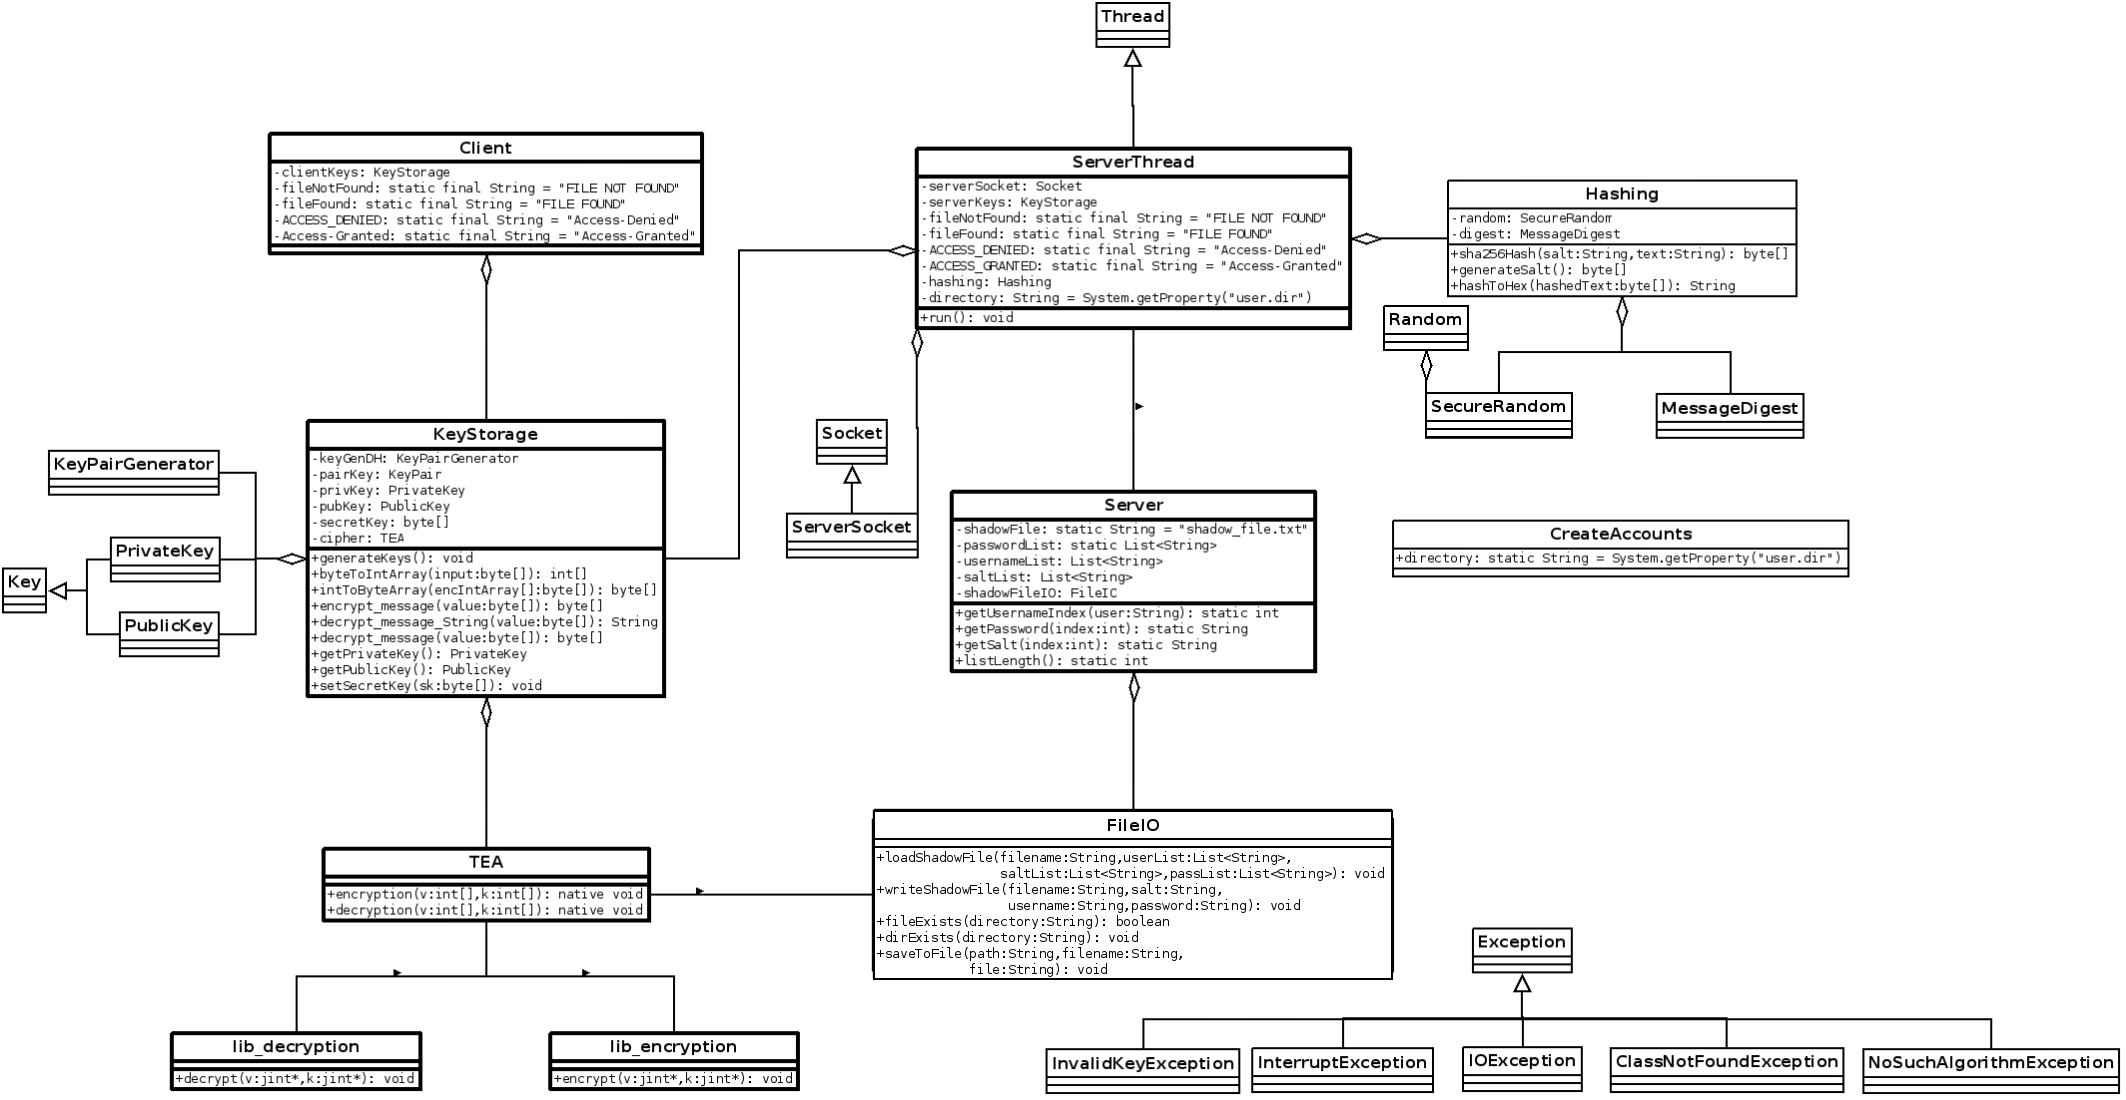 Thread
Client
-clientKeys: KeyStorage
-fileNotFound: static final String = "FILE NOT FOUND"
-fileFound: static final String = "FILE FOUND"
-ACCESS_DENIED: static final String = "Access-Denied"
-Access-Granted: static final String = "Access-Granted"
ServerThread
-serverSocket: Socket
-serverKeys: KeyStorage
-fileNotFound: static final String = "FILE NOT FOUND"
-fileFound: static final String = "FILE FOUND"
-ACCESS_DENIED: static final String = "Access-Denied"
-ACCESS_GRANTED: static final String = "Access-Granted"
-hashing: Hashing
-directory: String = System.getProperty("user.dir")
+run(): void
Hashing
-random: SecureRandom
-digest: MessageDigest
+sha256Hash(salt:String,text:String): byte[]
+generateSalt(): byte[]
+hashToHex(hashedText:byte[]): String
Random
SecureRandom
MessageDigest
KeyStorage
-keyGenDH: KeyPairGenerator
-pairKey: KeyPair
-privKey: PrivateKey
-pubKey: PublicKey
-secretKey: byte[]
-cipher: TEA
+generateKeys(): void
+byteToIntArray(input:byte[]): int[]
+intToByteArray(encIntArray[]:byte[]): byte[]
+encrypt_message(value:byte[]): byte[]
+decrypt_message_String(value:byte[]): String
+decrypt_message(value:byte[]): byte[]
+getPrivateKey(): PrivateKey
+getPublicKey(): PublicKey
+setSecretKey(sk:byte[]): void
KeyPairGenerator
PrivateKey
Key
PublicKey
Socket
ServerSocket
Server
-shadowFile: static String = "shadow_file.txt"
-passwordList: static List<String>
-usernameList: List<String>
-saltList: List<String>
-shadowFileIO: FileIC
+getUsernameIndex(user:String): static int
+getPassword(index:int): static String
+getSalt(index:int): static String
+listLength(): static int
CreateAccounts
+directory: static String = System.getProperty("user.dir")
TEA
+encryption(v:int[],k:int[]): native void
+decryption(v:int[],k:int[]): native void
FileIO
+loadShadowFile(filename:String,userList:List<String>,
saltList:List<String>,passList:List<String>): void
+writeShadowFile(filename:String,salt:String,
username:String,password:String): void
+fileExists(directory:String): boolean
+dirExists(directory:String): void
+saveToFile(path:String,filename:String,
file:String): void
lib_decryption
+decrypt(v:jint*,k:jint*): void
lib_encryption
+encrypt(v:jint*,k:jint*): void
Exception
InvalidKeyException
InterruptException
IOException
ClassNotFoundException
NoSuchAlgorithmException